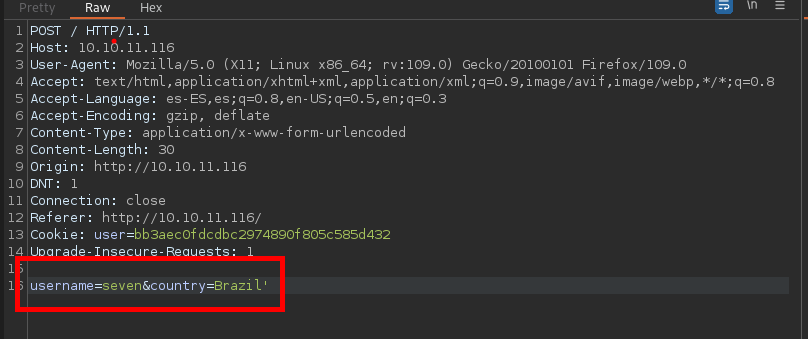 Pretty Raw Hex \n
1 POST / HTTP/1.1
2 Host: 10.10.11.116
3 User-Agent: Mozilla/5.0 (X11; Linux x86_64; rv:109.0) Gecko/20100101 Firefox/109.0
4 Accept: text/html,application/xhtml+xml,application/xml;q=0.9,image/avif,image/webp,*/*;q=0.8
5 Accept-Language: es-ES,es;q=0.8,en-US;q=0.5,en;q=0.3
6 Accept-Encoding: gzip, deflate
7 Content-Type: application/x-www-form-urlencoded
8 Content-Length: 30
9 Origin: http://10.10.11.116
10 DNT: 1
11 Connection: close
12 Referer: http://10.10.11.116/
13 Cookie: user=bb3aec0fdcdbc2974890f805c585d432
14 Upgrade-Insecure-Requests: 1
15
16 username=seven&country=Brazil'